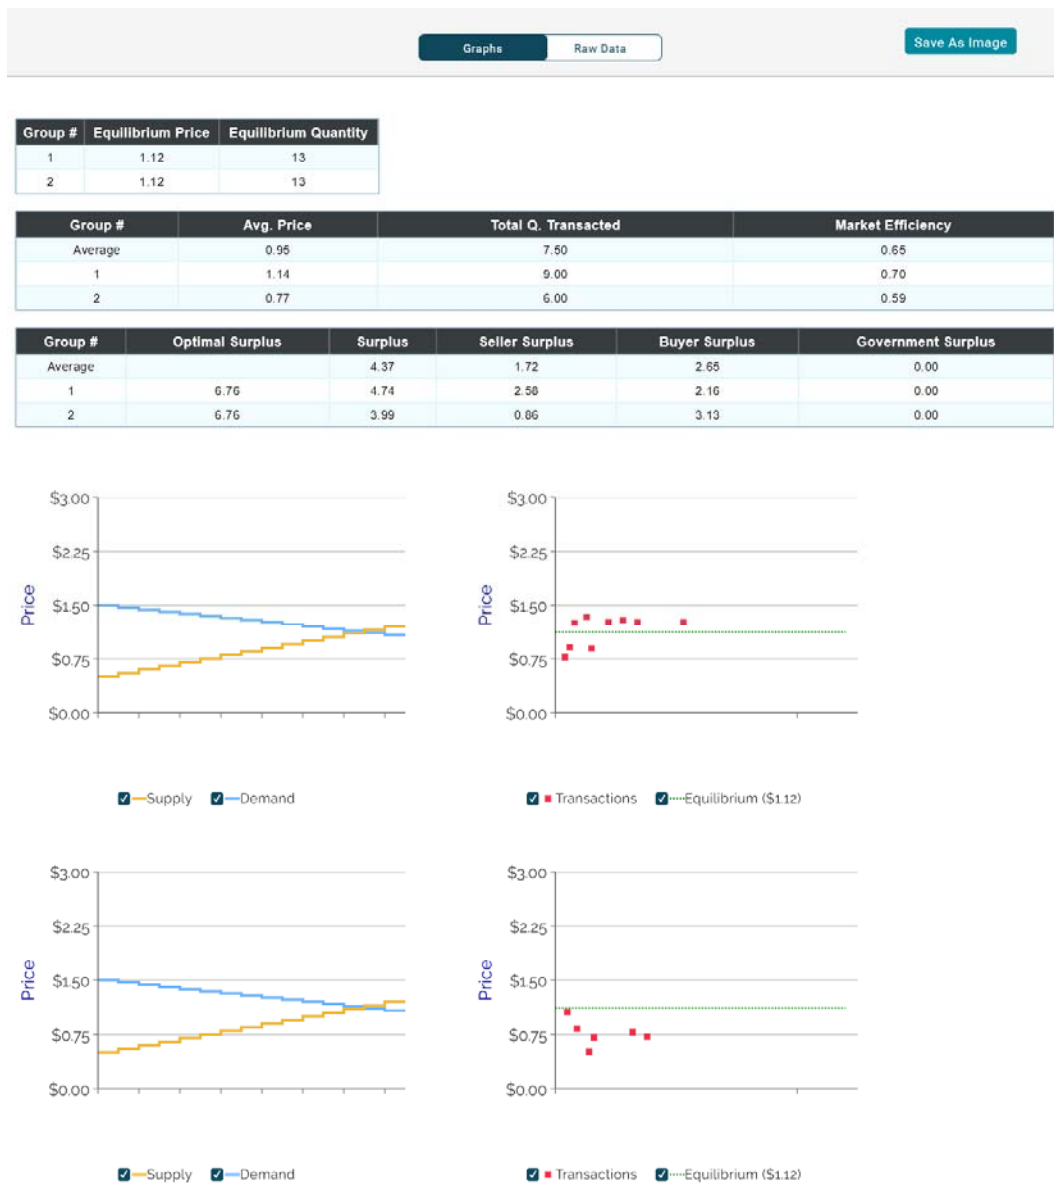 Graphs Raw Data Save As Image
Group # Equilibrium Price Equilibrium Quantity
1 1.12 13
2 1.12 13
Group # Avg. Price Total Q. Transacted Market Efficiency
Average 0.95 7.50 0.65
1 1.14 9.00 0.70
2 0.77 6.00 0.59
Group # Optimal Surplus Surplus Seller Surplus Buyer Surplus Government Surplus
Average 4.37 1.72 2.65 0.00
1 6.76 4.74 2.58 2.16 0.00
2 6.76 3.99 0.86 3.13 0.00
Price
$3.00
$2.25
$1.50
$0.75
$0.00
Supply Demand
Price
$3.00
$2.25
$1.50
$0.75
$0.00
Transactions Equilibrium ($1.12)
Price
$3.00
$2.25
$1.50
$0.75
$0.00
Supply Demand
Price
$3.00
$2.25
$1.50
$0.75
$0.00
Transactions Equilibrium ($1.12)